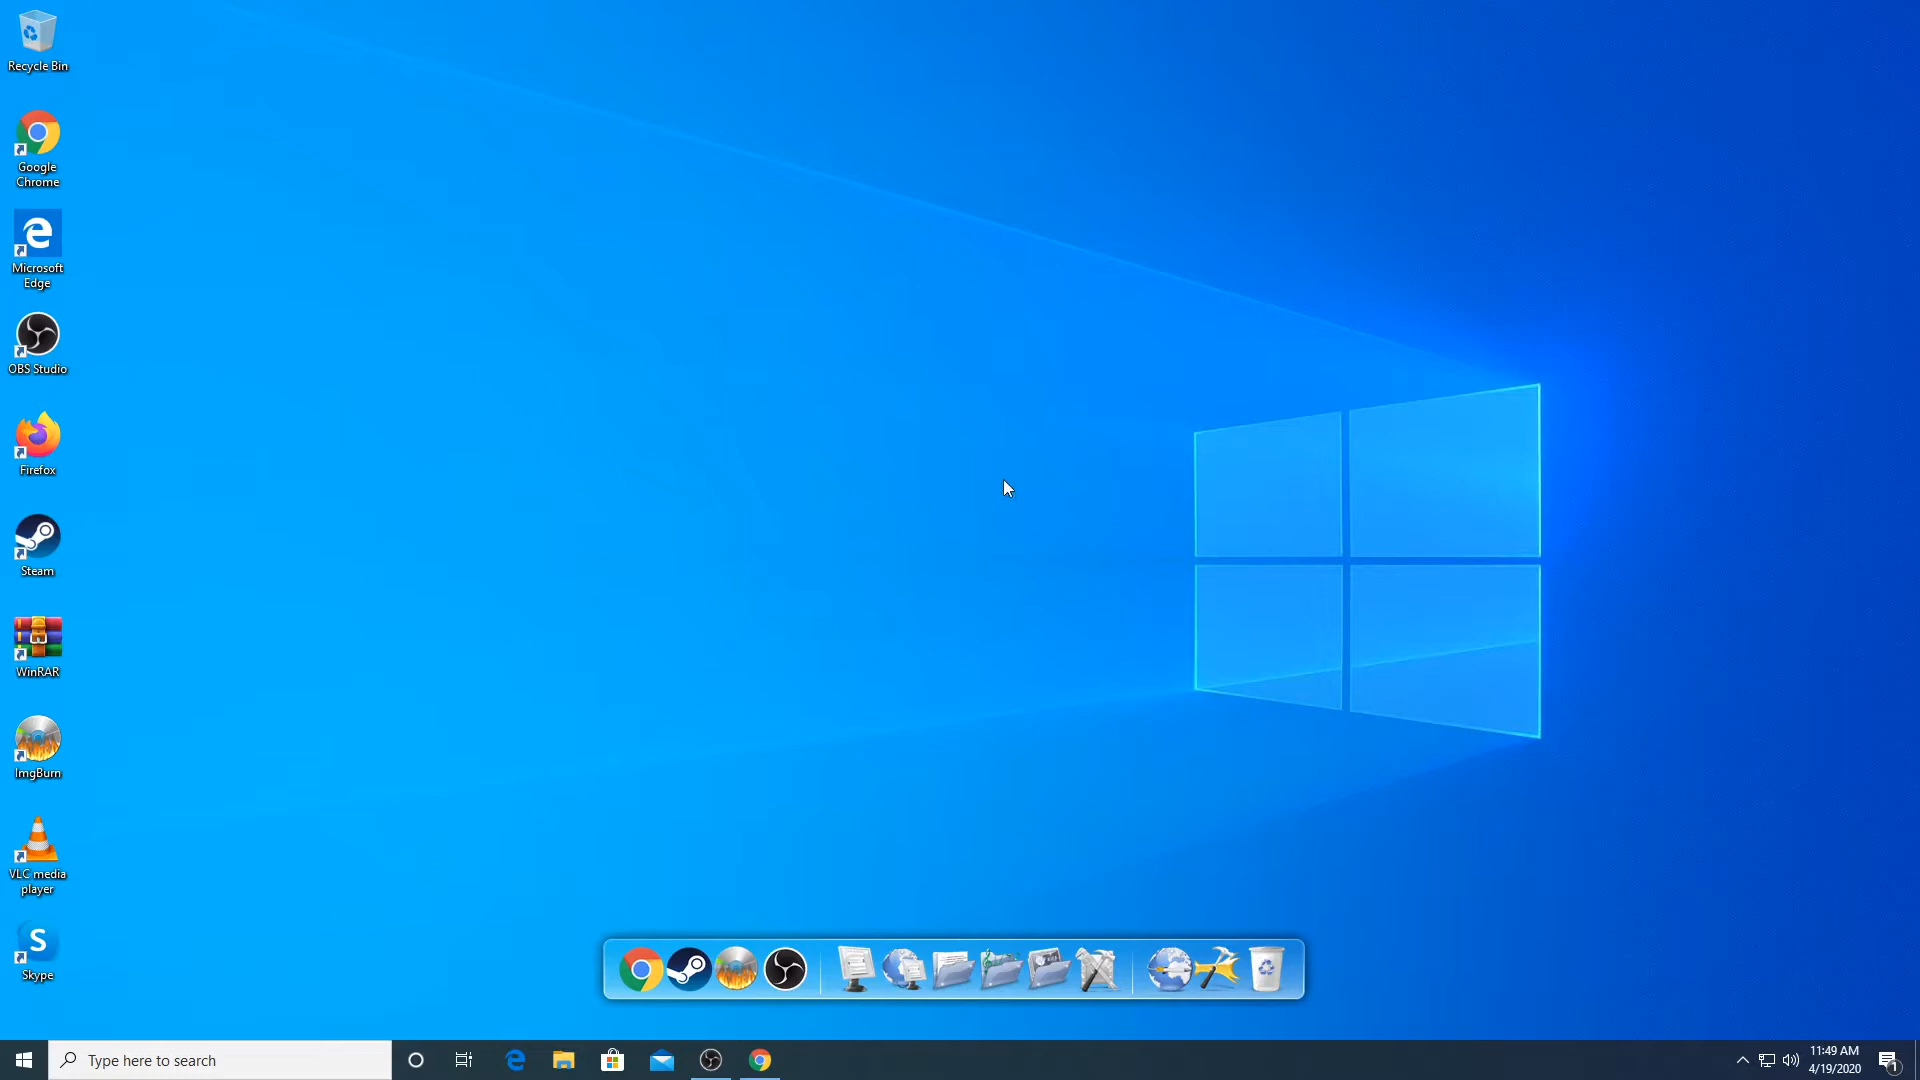 Recycle Bin
Google
Chrome
Microsoft
Edge
OBS Studio
Firefox
Steam
WinRAR
ImgBurn
VLC media
player
S
Skype
Type here to search
11:49 AM
4/19/2020
1